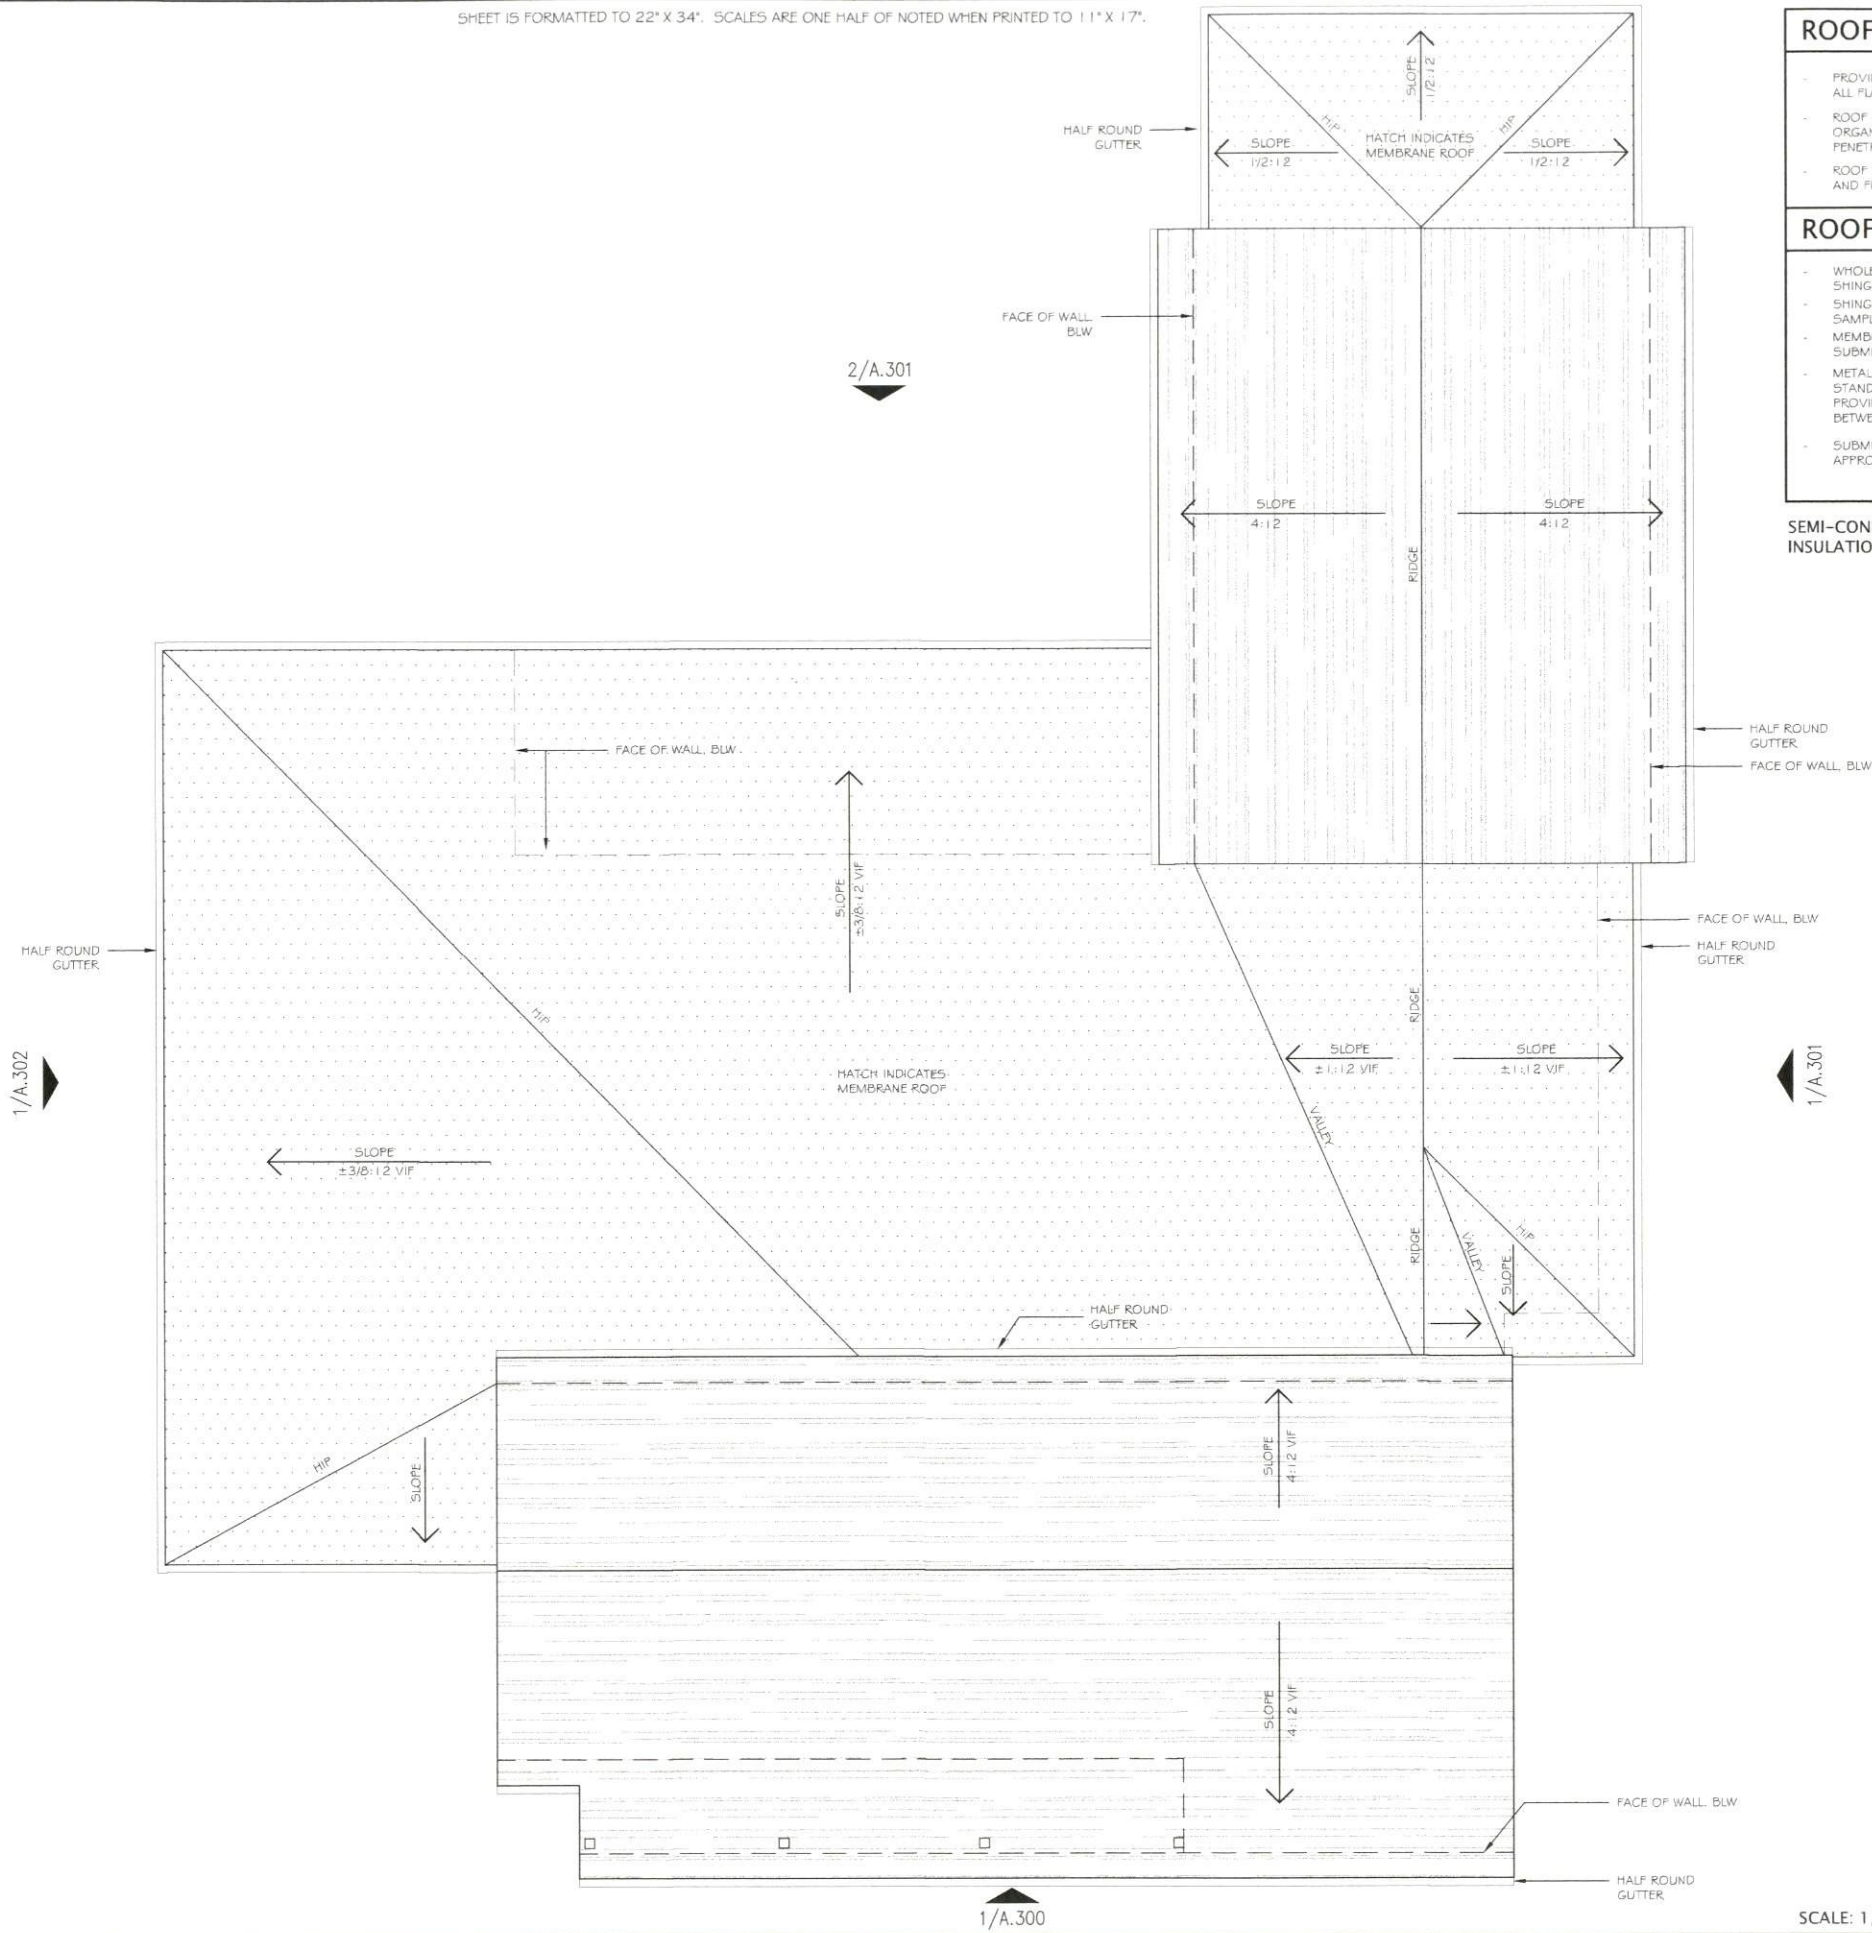 SHEET IS FORMATTED TO 22" X 34". SCALES ARE ONE HALF OF NOTED WHEN PRINTED TO 11" X 17".
SLOPE
1/2:12
HIP
HIP
HALF ROUND
GUTTER
SLOPE
1/2:12
HATCH INDICATES
MEMBRANE ROOF
SLOPE
1/2:12
FACE OF WALL
BLW
2/A.301
SLOPE
4:12
SLOPE
4:12
RIDGE
HALF ROUND
GUTTER
FACE OF WALL, BLW
FACE OF WALL, BLW
SLOPE
±3/8:12 VIF
HALF ROUND
GUTTER
FACE OF WALL, BLW
HALF ROUND
GUTTER
HIP
RIDGE
1/A.302
SLOPE
±1:12 VIF
SLOPE
±1:12 VIF
1/A.301
HATCH INDICATES
MEMBRANE ROOF
VALLEY
SLOPE
±3/8:12 VIF
RIDGE
VALLEY
HIP
SLOPE
HALF ROUND
GUTTER
HIP
SLOPE
SLOPE
4:12 VIF
SLOPE
4:12 VIF
FACE OF WALL. BLW
HALF ROUND
GUTTER
1/A.300
ROOF
ALL
ROOF
ROOF
AND
ROOF
SEMI-CON
INSULATIO
SCALE: 1